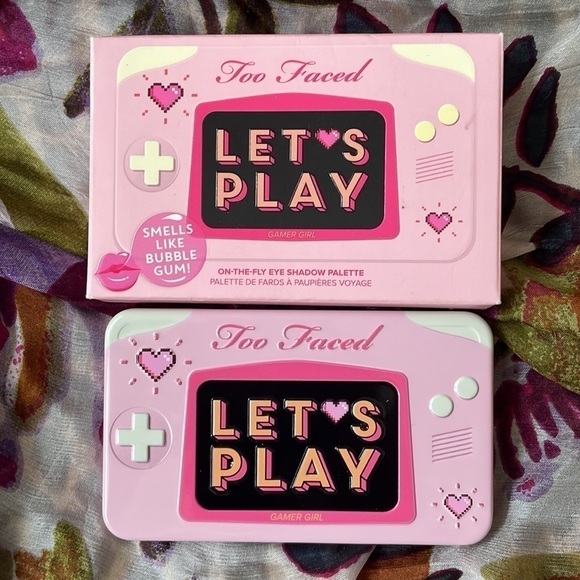 Too Faced
LET'S
PLAY
GAMER GIRL
SMELLS
LIKE
BUBBLE
GUM!
ON-THE-FLY EYE SHADOW PALETTE
PALETTE DE FARDS À PAUPIÈRES VOYAGE
Too Faced
LET'S
PLAY
GAMER GIRL